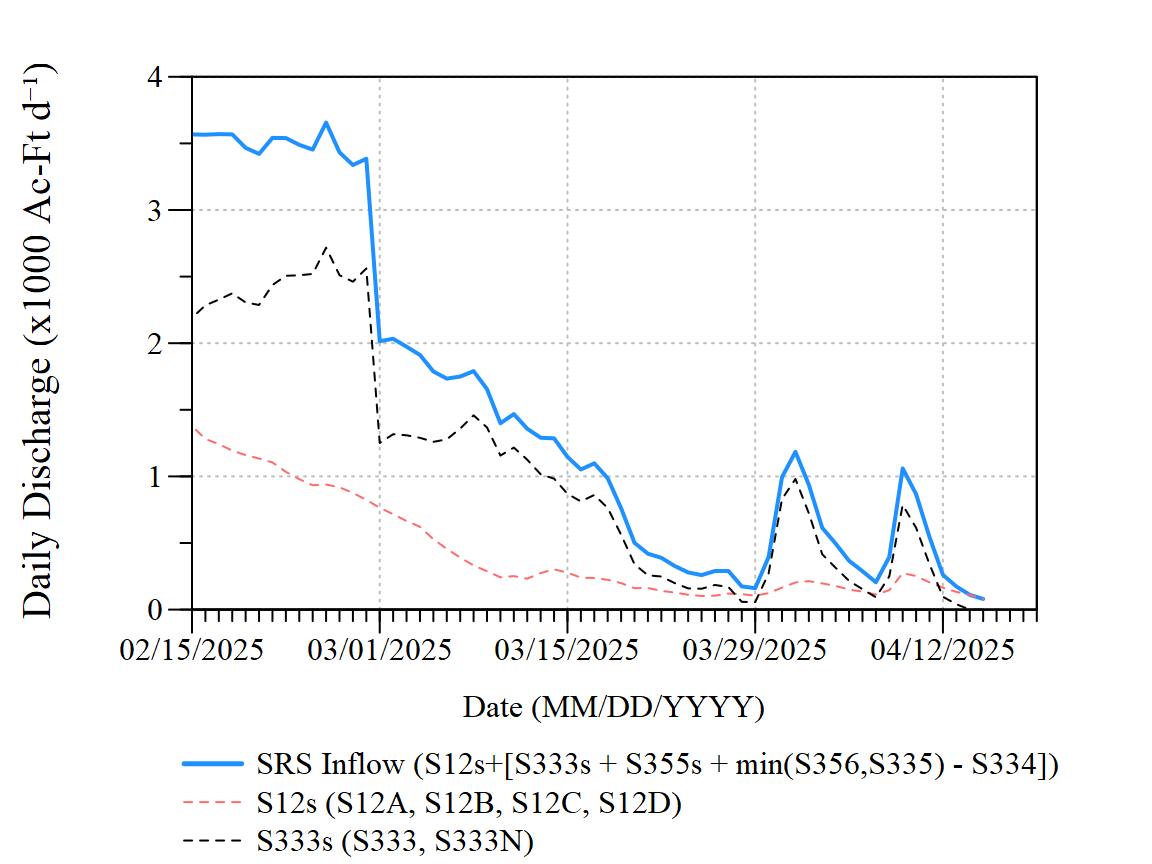 Daily Discharge (x1000 Ac-Ft d⁻¹)
4
3
2
1
0
02/15/2025 03/01/2025 03/15/2025 03/29/2025 04/12/2025
Date (MM/DD/YYYY)
SRS Inflow (S12s+[S333s + S355s + min(S356,S335) - S334])
S12s (S12A, S12B, S12C, S12D)
S333s (S333, S333N)